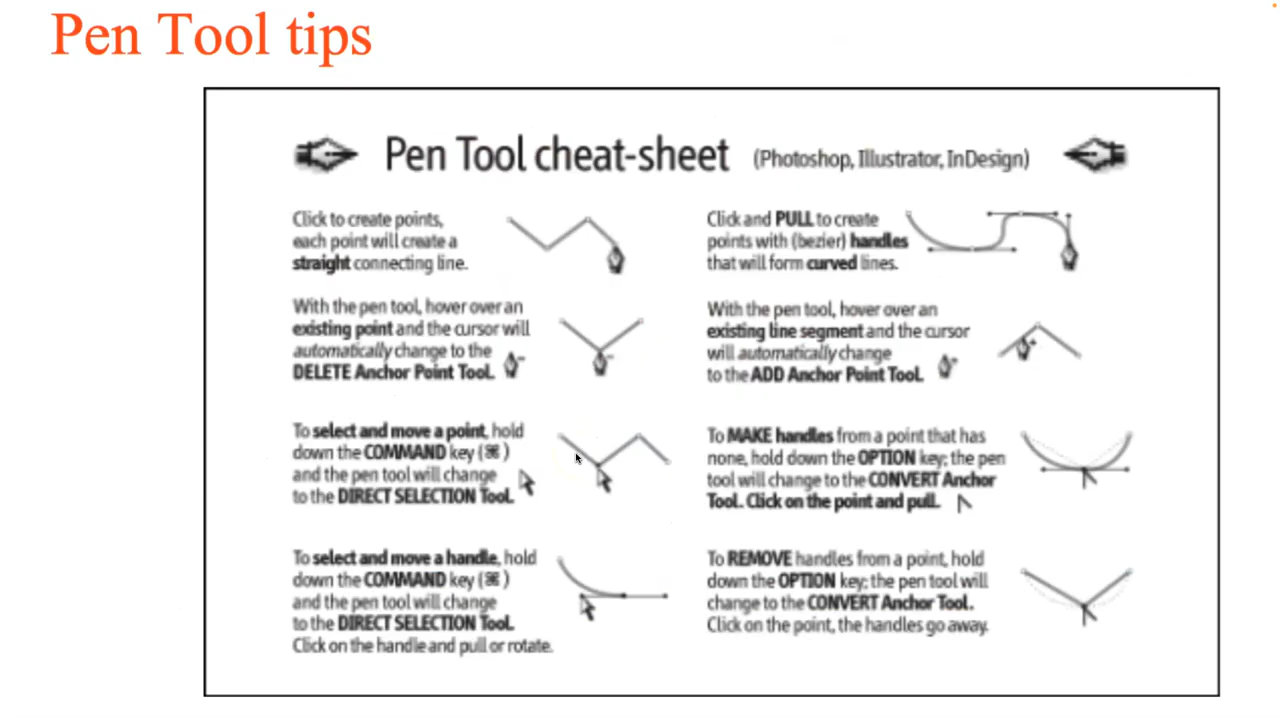 Pen Tool tips
Pen Tool cheat-sheet (Photoshop, Illustrator, InDesign)
Click to create points,
each point will create a
straight connecting line.
Click and PULL to create
points with (bezier) handles
that will form curved lines.
With the pen tool, hover over an
existing point and the cursor will
automatically change to the
DELETE Anchor Point Tool.
With the pen tool, hover over an
existing line segment and the cursor
will automatically change
to the ADD Anchor Point Tool.
To select and move a point, hold
down the COMMAND key (⌘)
and the pen tool will change
to the DIRECT SELECTION Tool.
To MAKE handles from a point that has
none, hold down the OPTION key; the pen
tool will change to the CONVERT Anchor
Tool. Click on the point and pull.
To select and move a handle, hold
down the COMMAND key (⌘)
and the pen tool will change
to the DIRECT SELECTION Tool.
Click on the handle and pull or rotate.
To REMOVE handles from a point, hold
down the OPTION key; the pen tool will
change to the CONVERT Anchor Tool.
Click on the point, the handles go away.